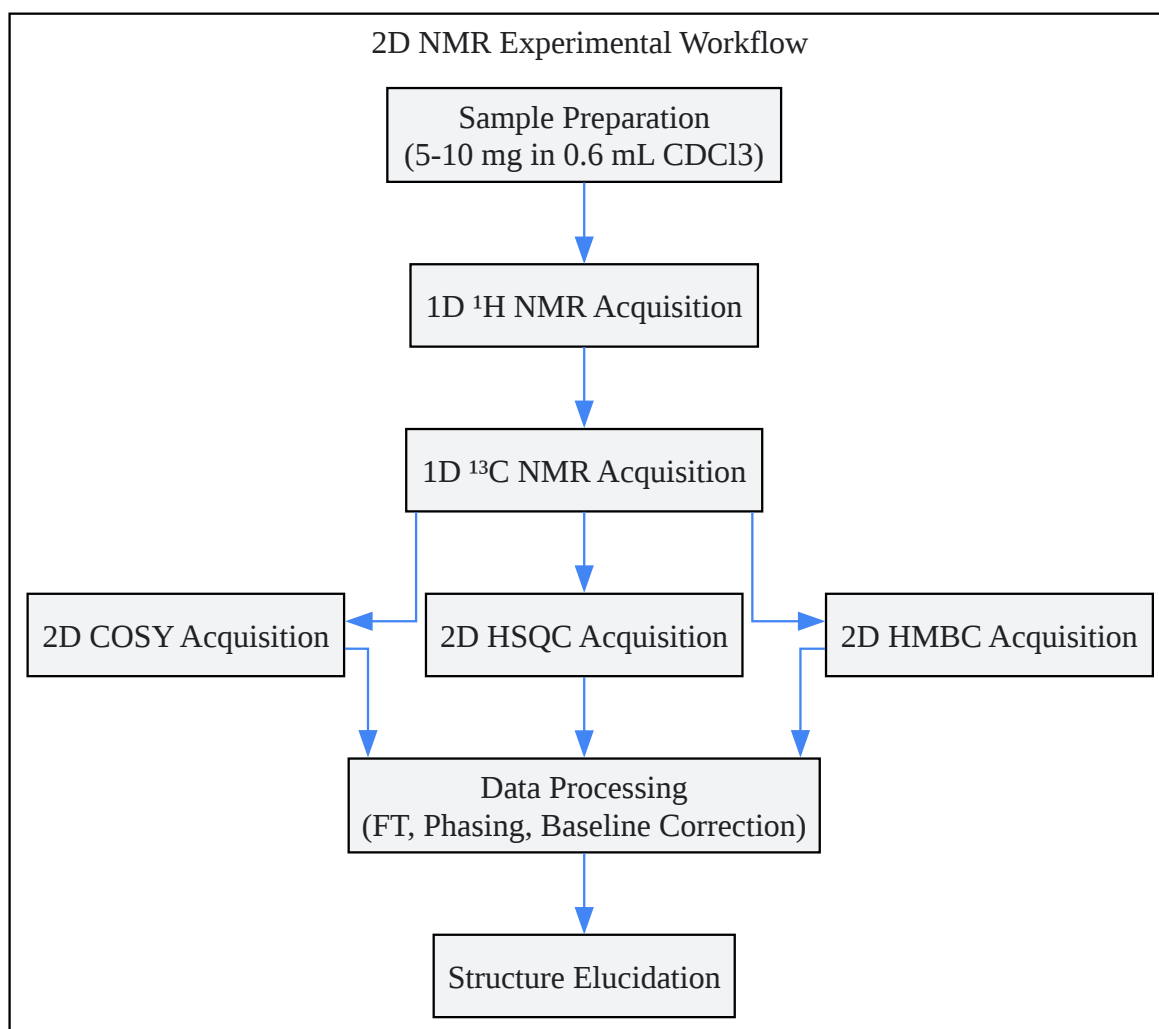 2D NMR Experimental Workflow
Sample Preparation
(5-10 mg in 0.6 mL CDCl3)
1D ¹H NMR Acquisition
1D ¹³C NMR Acquisition
2D COSY Acquisition
2D HSQC Acquisition
2D HMBC Acquisition
Data Processing
(FT, Phasing, Baseline Correction)
Structure Elucidation